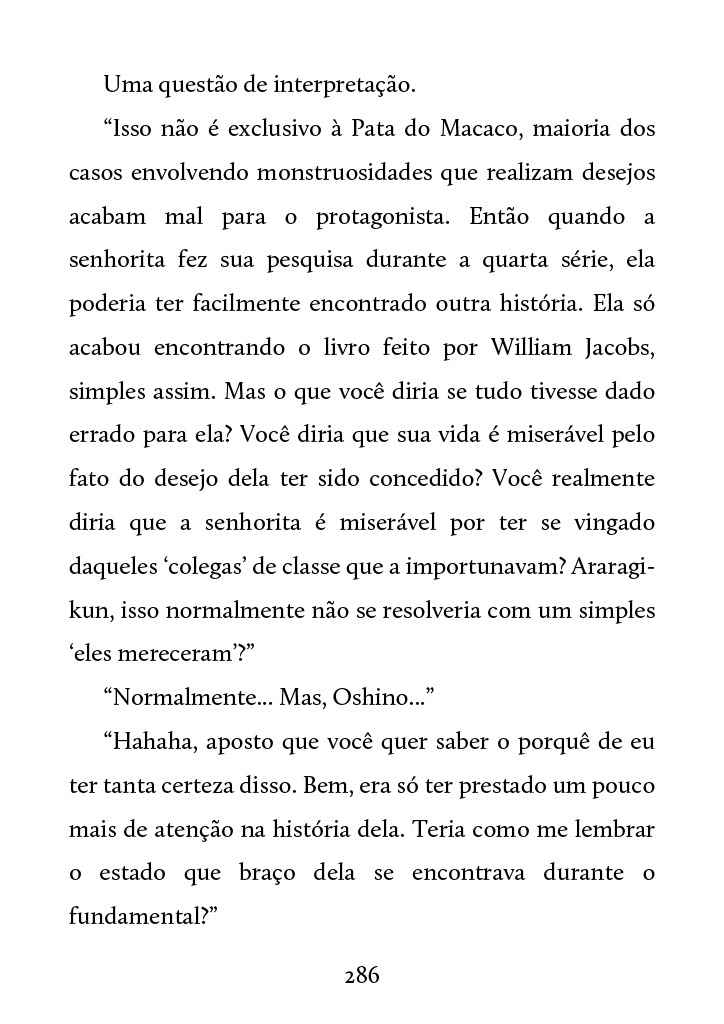 Uma questão de interpretação.
“Isso não é exclusivo à Pata do Macaco, maioria dos
casos envolvendo monstruosidades que realizam desejos
acabam mal para o protagonista. Então quando a
senhorita fez sua pesquisa durante a quarta série, ela
poderia ter facilmente encontrado outra história. Ela só
acabou encontrando o livro feito por William Jacobs,
simples assim. Mas o que você diria se tudo tivesse dado
errado para ela? Você diria que sua vida é miserável pelo
fato do desejo dela ter sido concedido? Você realmente
diria que a senhorita é miserável por ter se vingado
daqueles ‘colegas’ de classe que a importunavam? Araragi-
kun, isso normalmente não se resolveria com um simples
‘eles mereceram’?”
“Normalmente... Mas, Oshino...”
“Hahaha, aposto que você quer saber o porquê de eu
ter tanta certeza disso. Bem, era só ter prestado um pouco
mais de atenção na história dela. Teria como me lembrar
o estado que braço dela se encontrava durante o
fundamental?”
286